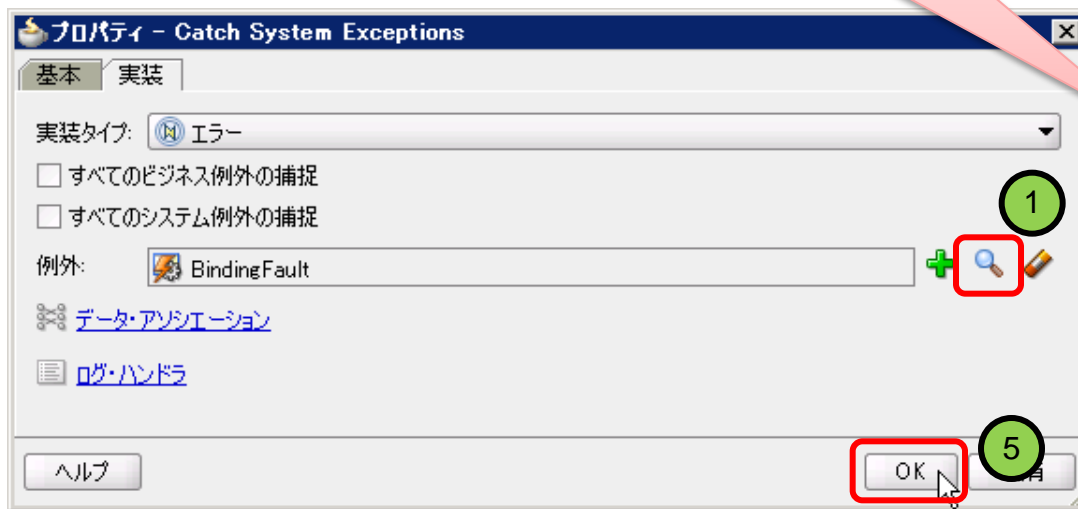 プロパティ - Catch System Exceptions
基本 実装
実装タイプ: エラー
すべてのビジネス例外の捕捉
すべてのシステム例外の捕捉
1
例外: BindingFault
データ・アソシエーション
ログ・ハンドラ
ヘルプ OK 5